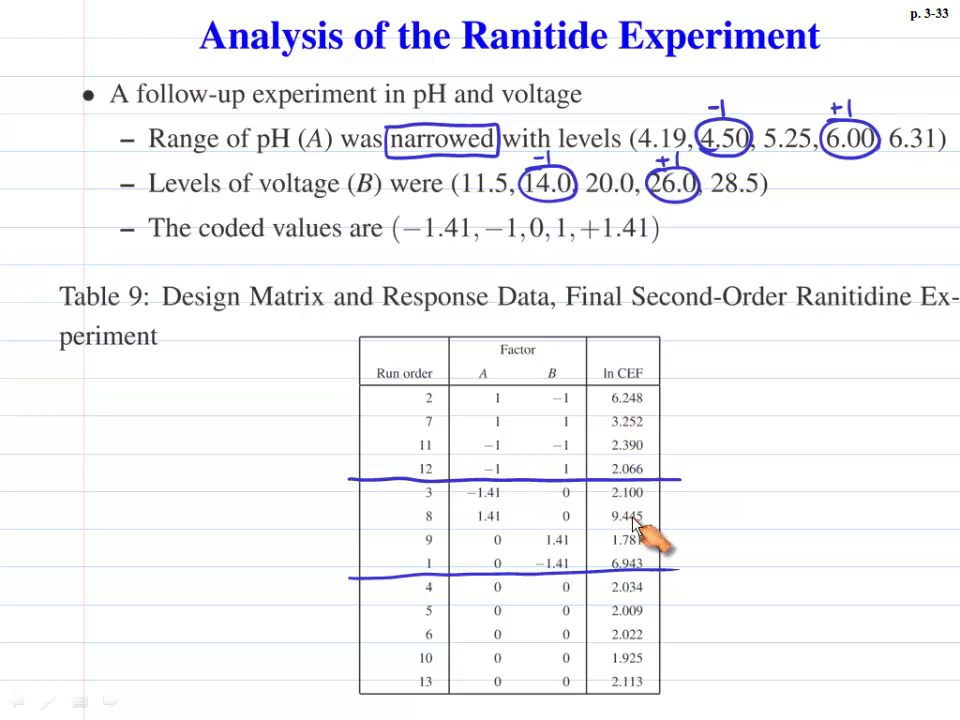 p. 3-33
Analysis of the Ranitide Experiment
• A follow-up experiment in pH and voltage
-1 +1
– Range of pH (A) was narrowed with levels (4.19, 4.50, 5.25, 6.00, 6.31)
-1 +1
– Levels of voltage (B) were (11.5, 14.0, 20.0, 26.0, 28.5)
– The coded values are (−1.41, −1, 0, 1, +1.41)
Table 9: Design Matrix and Response Data, Final Second-Order Ranitidine Ex-
periment
Factor
Run order A B ln CEF
2 1 −1 6.248
7 1 1 3.252
11 −1 −1 2.390
12 −1 1 2.066
3 −1.41 0 2.100
8 1.41 0 9.445
9 0 1.41 1.781
1 0 −1.41 6.943
4 0 0 2.034
5 0 0 2.009
6 0 0 2.022
10 0 0 1.925
13 0 0 2.113